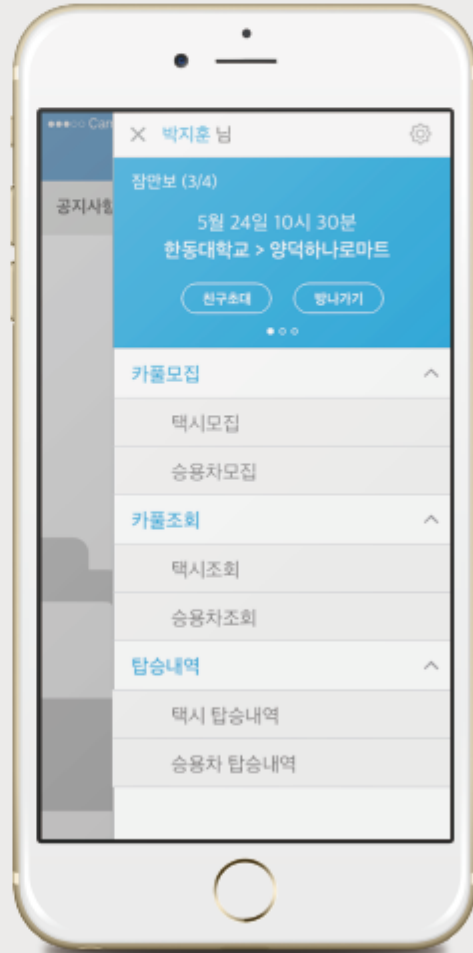 Car
박지훈 님
공지사항
잠만보 (3/4)
5월 24일 10시 30분
한동대학교 > 양덕하나로마트
친구초대
방나가기
카풀모집
택시모집
승용차모집
카풀조회
택시조회
승용차조회
탑승내역
택시 탑승내역
승용차 탑승내역